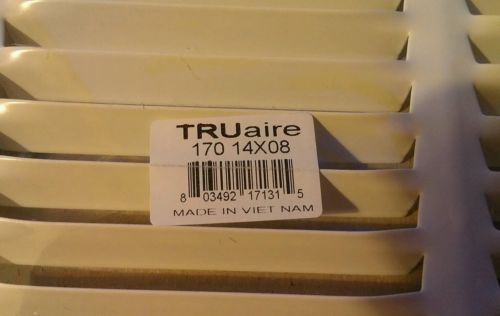 TRUaire
170 14X08
8 03492 17131 5
MADE IN VIET NAM